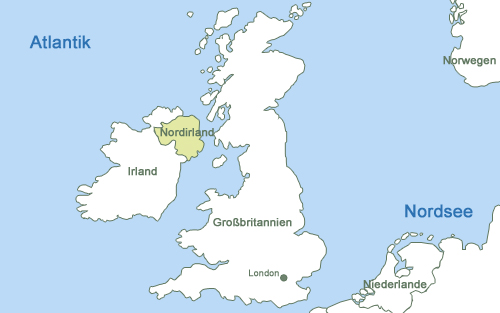 Atlantik
Norwegen
Nordirland
Irland
Nordsee
Großbritannien
London
Niederlande